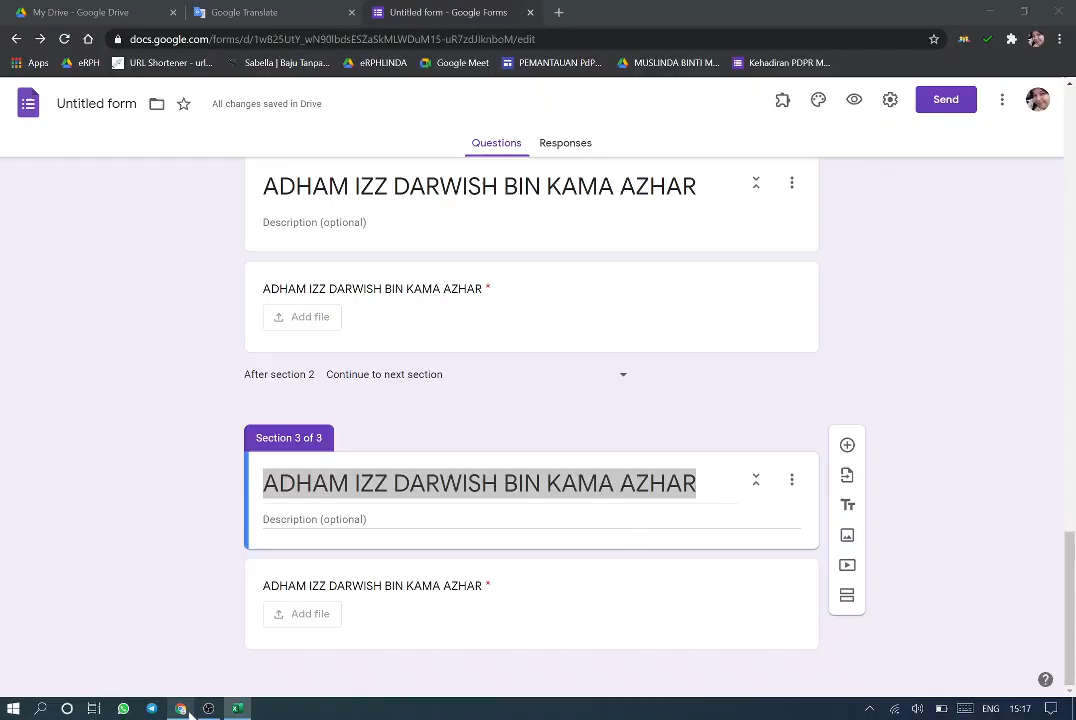 My Drive - Google Drive
Google Translate
Untitled form - Google Forms
docs.google.com/forms/d/1wB25UtY_wN90lbdsESZaSkMLWDuM15-uR7zdJIknboM/edit
Apps
eRPH
URL Shortener - url...
Sabella | Baju Tanpa...
eRPHLINDA
Google Meet
PEMANTAUAN PdP...
MUSLINDA BINTI M...
Kehadiran PDPR M...
Untitled form
All changes saved in Drive
Send
Questions
Responses
ADHAM IZZ DARWISH BIN KAMA AZHAR
Description (optional)
ADHAM IZZ DARWISH BIN KAMA AZHAR *
Add file
After section 2 Continue to next section
Section 3 of 3
ADHAM IZZ DARWISH BIN KAMA AZHAR
Description (optional)
ADHAM IZZ DARWISH BIN KAMA AZHAR *
Add file
ENG 15:17